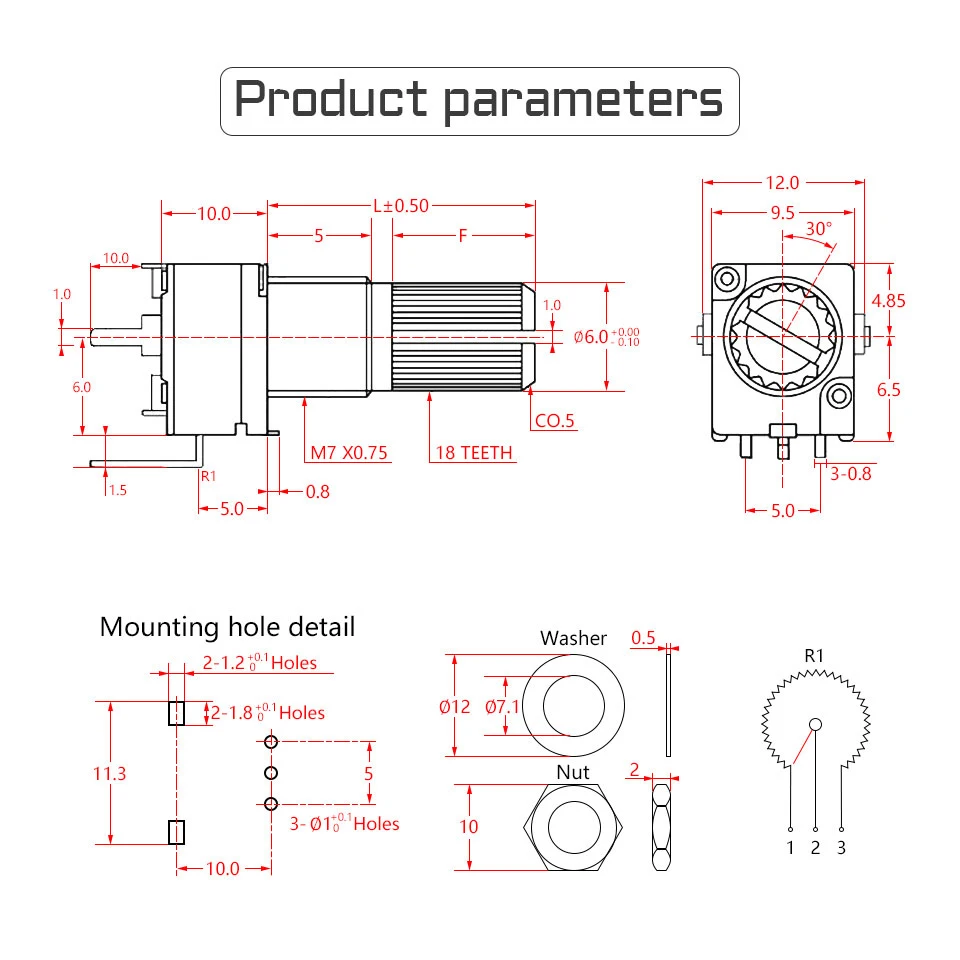 Product parameters
L±0.50
10.0
5
F
10.0
1.0
6.0
1.5
R1
5.0
0.8
M7 X0.75
18 TEETH
CO.5
1.0
Ø6.0 +0.00 -0.10
12.0
9.5
30°
4.85
6.5
3-0.8
5.0
Mounting hole detail
2-1.2 +0.1 0 Holes
2-1.8 +0.1 0 Holes
11.3
5
3- Ø1 +0.1 0 Holes
10.0
Washer
0.5
Ø12
Ø7.1
Nut
2
10
R1
1 2 3